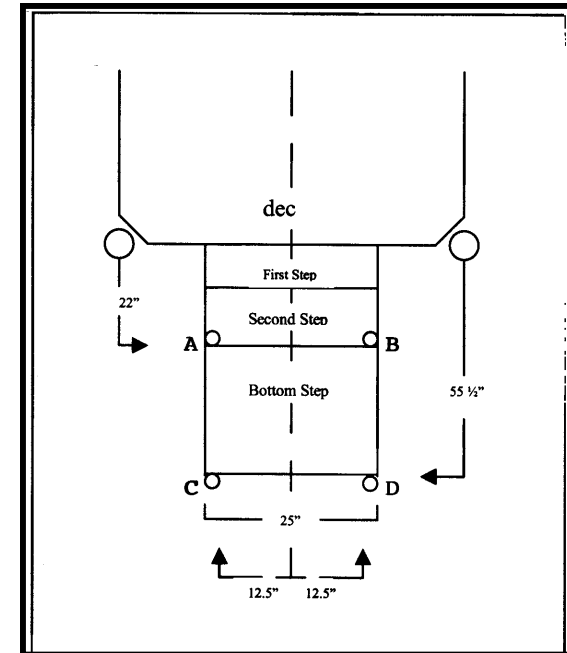 dec
First Step
22”
Second Step
A
B
Bottom Step
55 ½”
C
D
25”
12.5”
12.5”